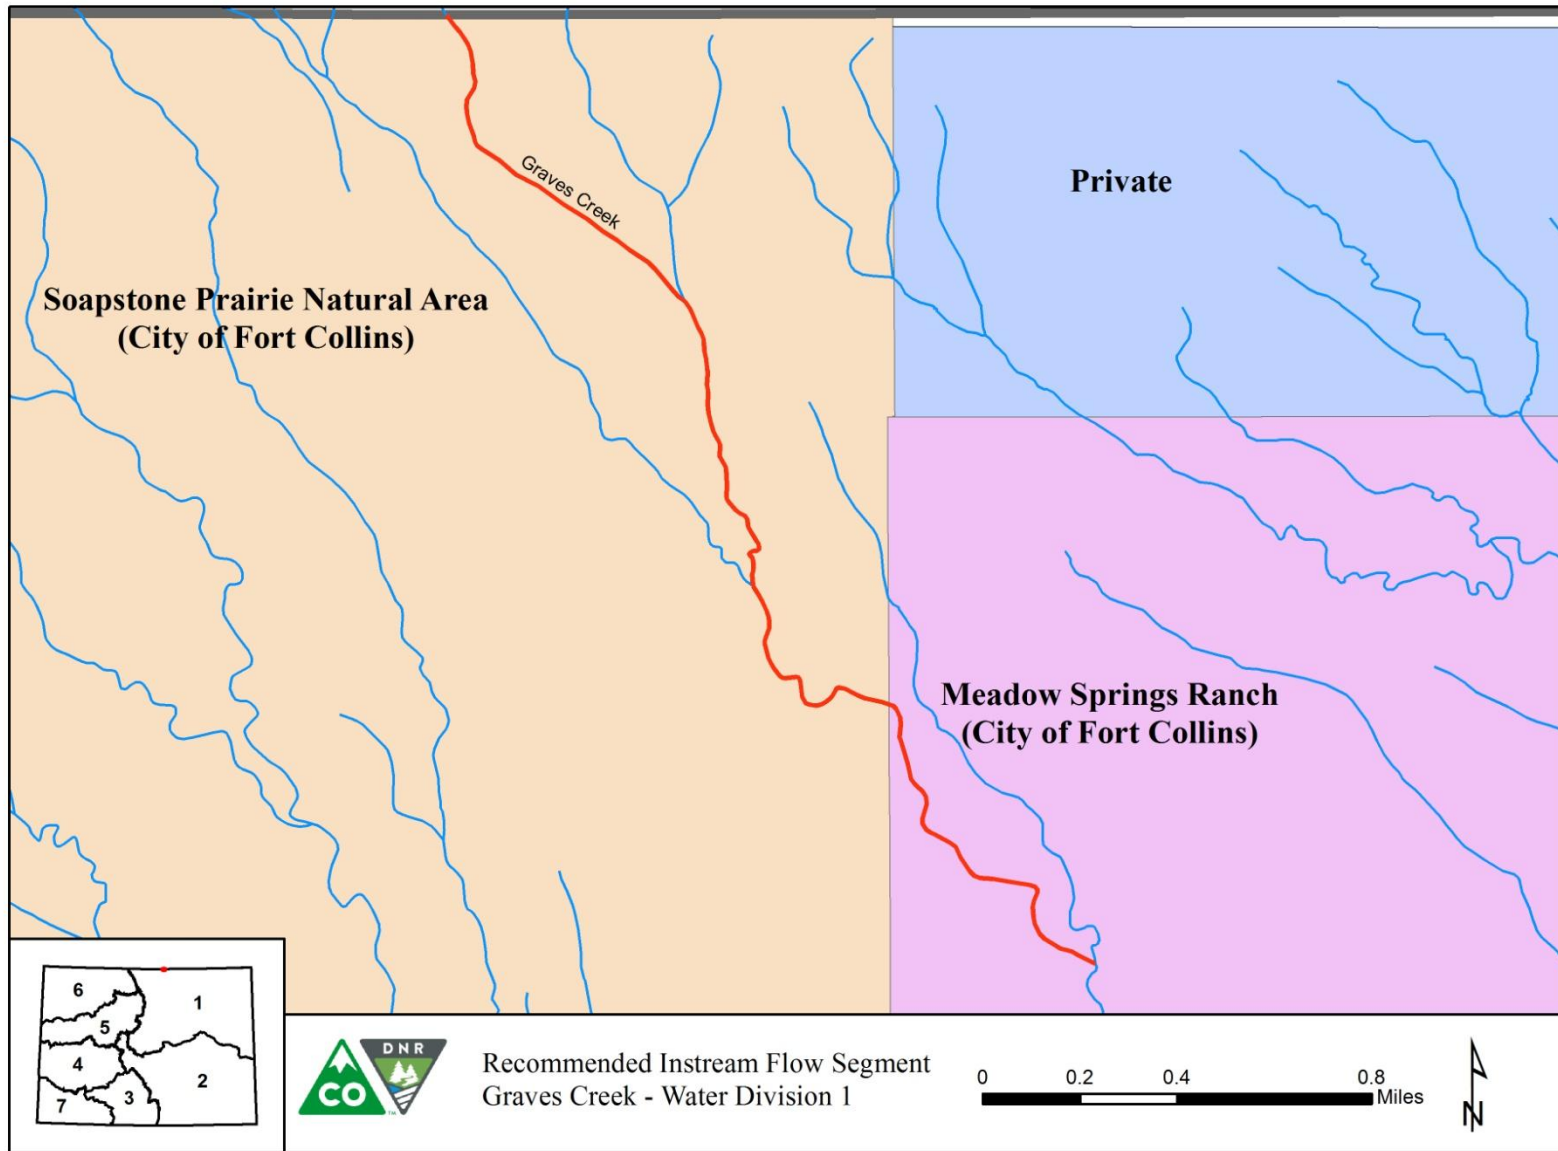 Graves Creek
Private
Soapstone Prairie Natural Area
(City of Fort Collins)
Meadow Springs Ranch
(City of Fort Collins)
6
1
5
4
2
3
7
CO
TM
DNR
Recommended Instream Flow Segment
Graves Creek - Water Division 1
0 0.2 0.4 0.8
Miles
N